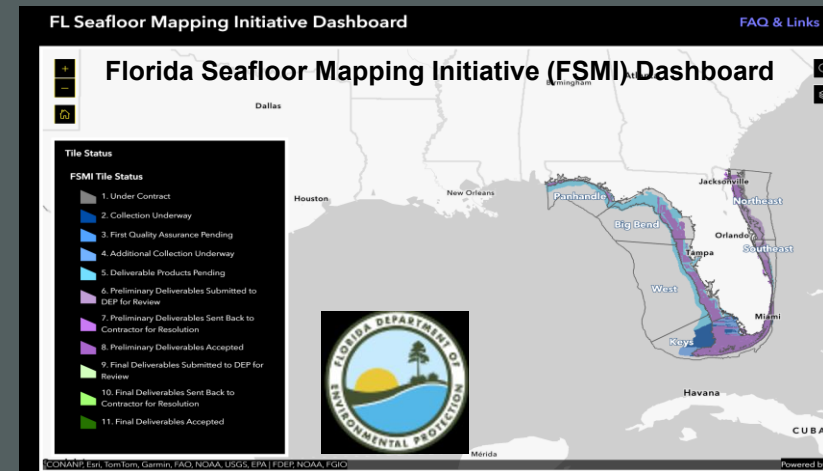 FL Seafloor Mapping Initiative Dashboard
FAQ & Links
Florida Seafloor Mapping Initiative (FSMI) Dashboard
+
−
Birmingham
Dallas
Tile Status
FSMI Tile Status
1. Under Contract
2. Collection Underway
3. First Quality Assurance Pending
4. Additional Collection Underway
5. Deliverable Products Pending
6. Preliminary Deliverables Submitted to
DEP for Review
7. Preliminary Deliverables Sent Back to
Contractor for Resolution
8. Preliminary Deliverables Accepted
9. Final Deliverables Submitted to DEP for
Review
10. Final Deliverables Sent Back to
Contractor for Resolution
11. Final Deliverables Accepted
Houston
New Orleans
Jacksonville
Panhandle
Northeast
Big Bend
Orlando
Southeast
Tampa
West
Miami
Keys
Havana
CUBA
Mérida
FLORIDA DEPARTMENT OF
ENVIRONMENTAL PROTECTION
CONANP, Esri, TomTom, Garmin, FAO, NOAA, USGS, EPA | FDEP, NOAA, FGIO
Powered by